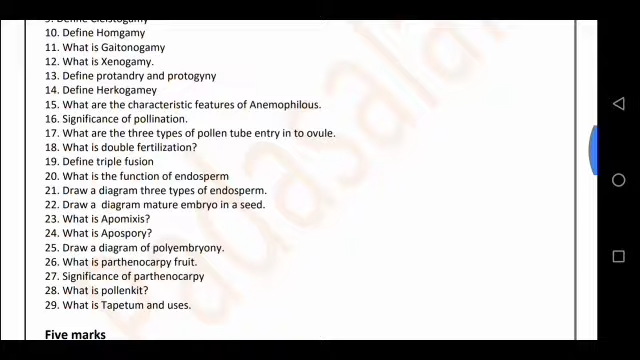 9. Define Cleistogamy
10. Define Homgamy
11. What is Gaitonogamy
12. What is Xenogamy.
13. Define protandry and protogyny
14. Define Herkogamey
15. What are the characteristic features of Anemophilous.
16. Significance of pollination.
17. What are the three types of pollen tube entry in to ovule.
18. What is double fertilization?
19. Define triple fusion
20. What is the function of endosperm
21. Draw a diagram three types of endosperm.
22. Draw a  diagram mature embryo in a seed.
23. What is Apomixis?
24. What is Apospory?
25. Draw a diagram of polyembryony.
26. What is parthenocarpy fruit.
27. Significance of parthenocarpy
28. What is pollenkit?
29. What is Tapetum and uses.
Five marks